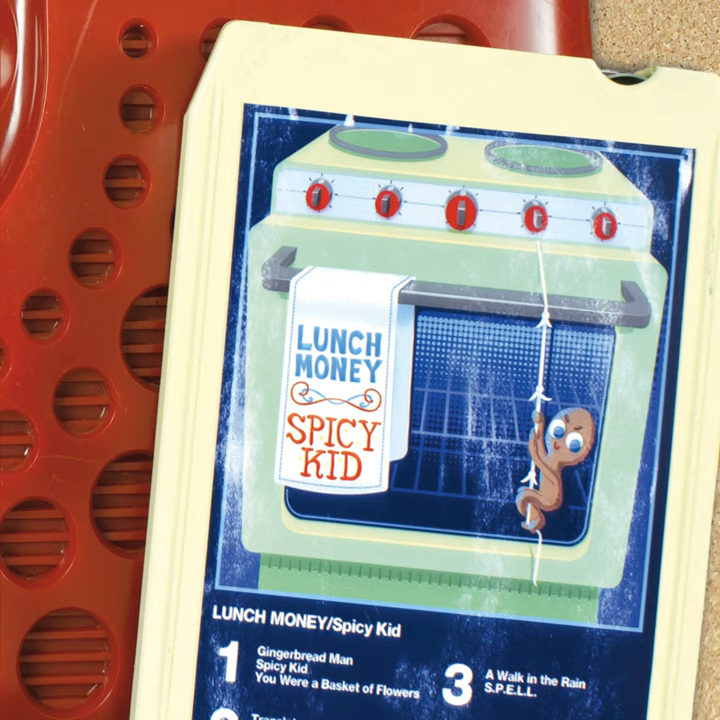 LUNCH
MONEY
SPICY
KID
LUNCH MONEY/Spicy Kid
1
Gingerbread Man
Spicy Kid
You Were a Basket of Flowers
3
A Walk in the Rain
S.P.E.L.L.